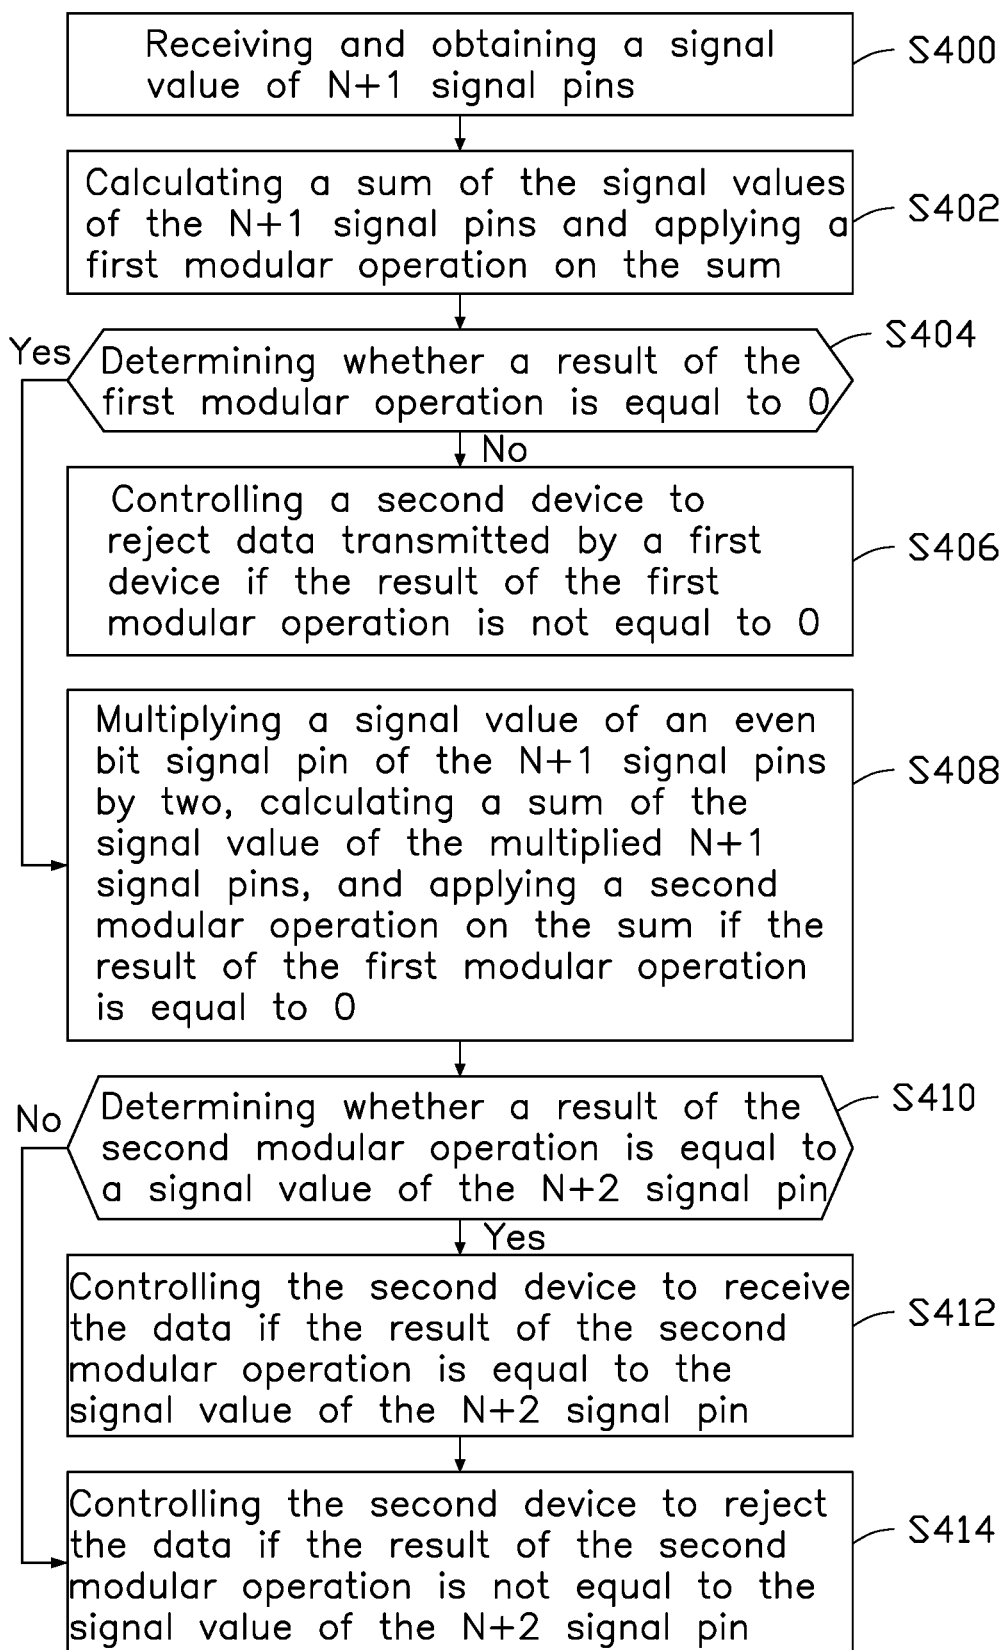 Receiving and obtaining a signal
value of N+1 signal pins
S400
Calculating a sum of the signal values
of the N+1 signal pins and applying a
first modular operation on the sum
S402
Yes
Determining whether a result of the
first modular operation is equal to 0
S404
No
Controlling a second device to
reject data transmitted by a first
device if the result of the first
modular operation is not equal to 0
S406
Multiplying a signal value of an even
bit signal pin of the N+1 signal pins
by two, calculating a sum of the
signal value of the multiplied N+1
signal pins, and applying a second
modular operation on the sum if the
result of the first modular operation
is equal to 0
S408
No
Determining whether a result of the
second modular operation is equal to
a signal value of the N+2 signal pin
S410
Yes
Controlling the second device to receive
the data if the result of the second
modular operation is equal to the
signal value of the N+2 signal pin
S412
Controlling the second device to reject
the data if the result of the second
modular operation is not equal to the
signal value of the N+2 signal pin
S414